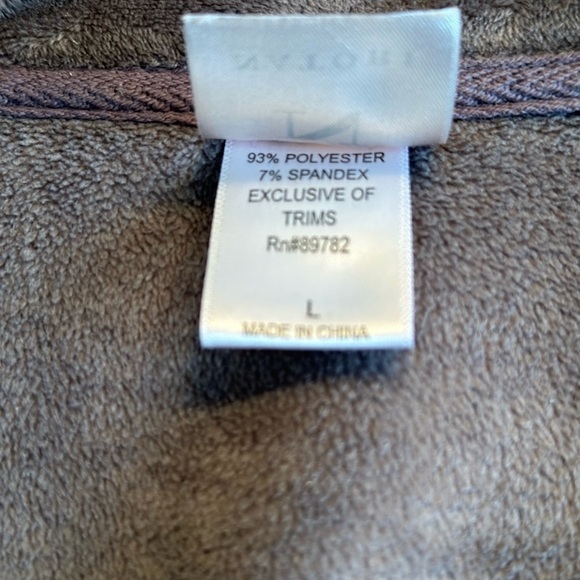 93% POLYESTER
7% SPANDEX
EXCLUSIVE OF
TRIMS
Rn#89782
L
MADE IN CHINA